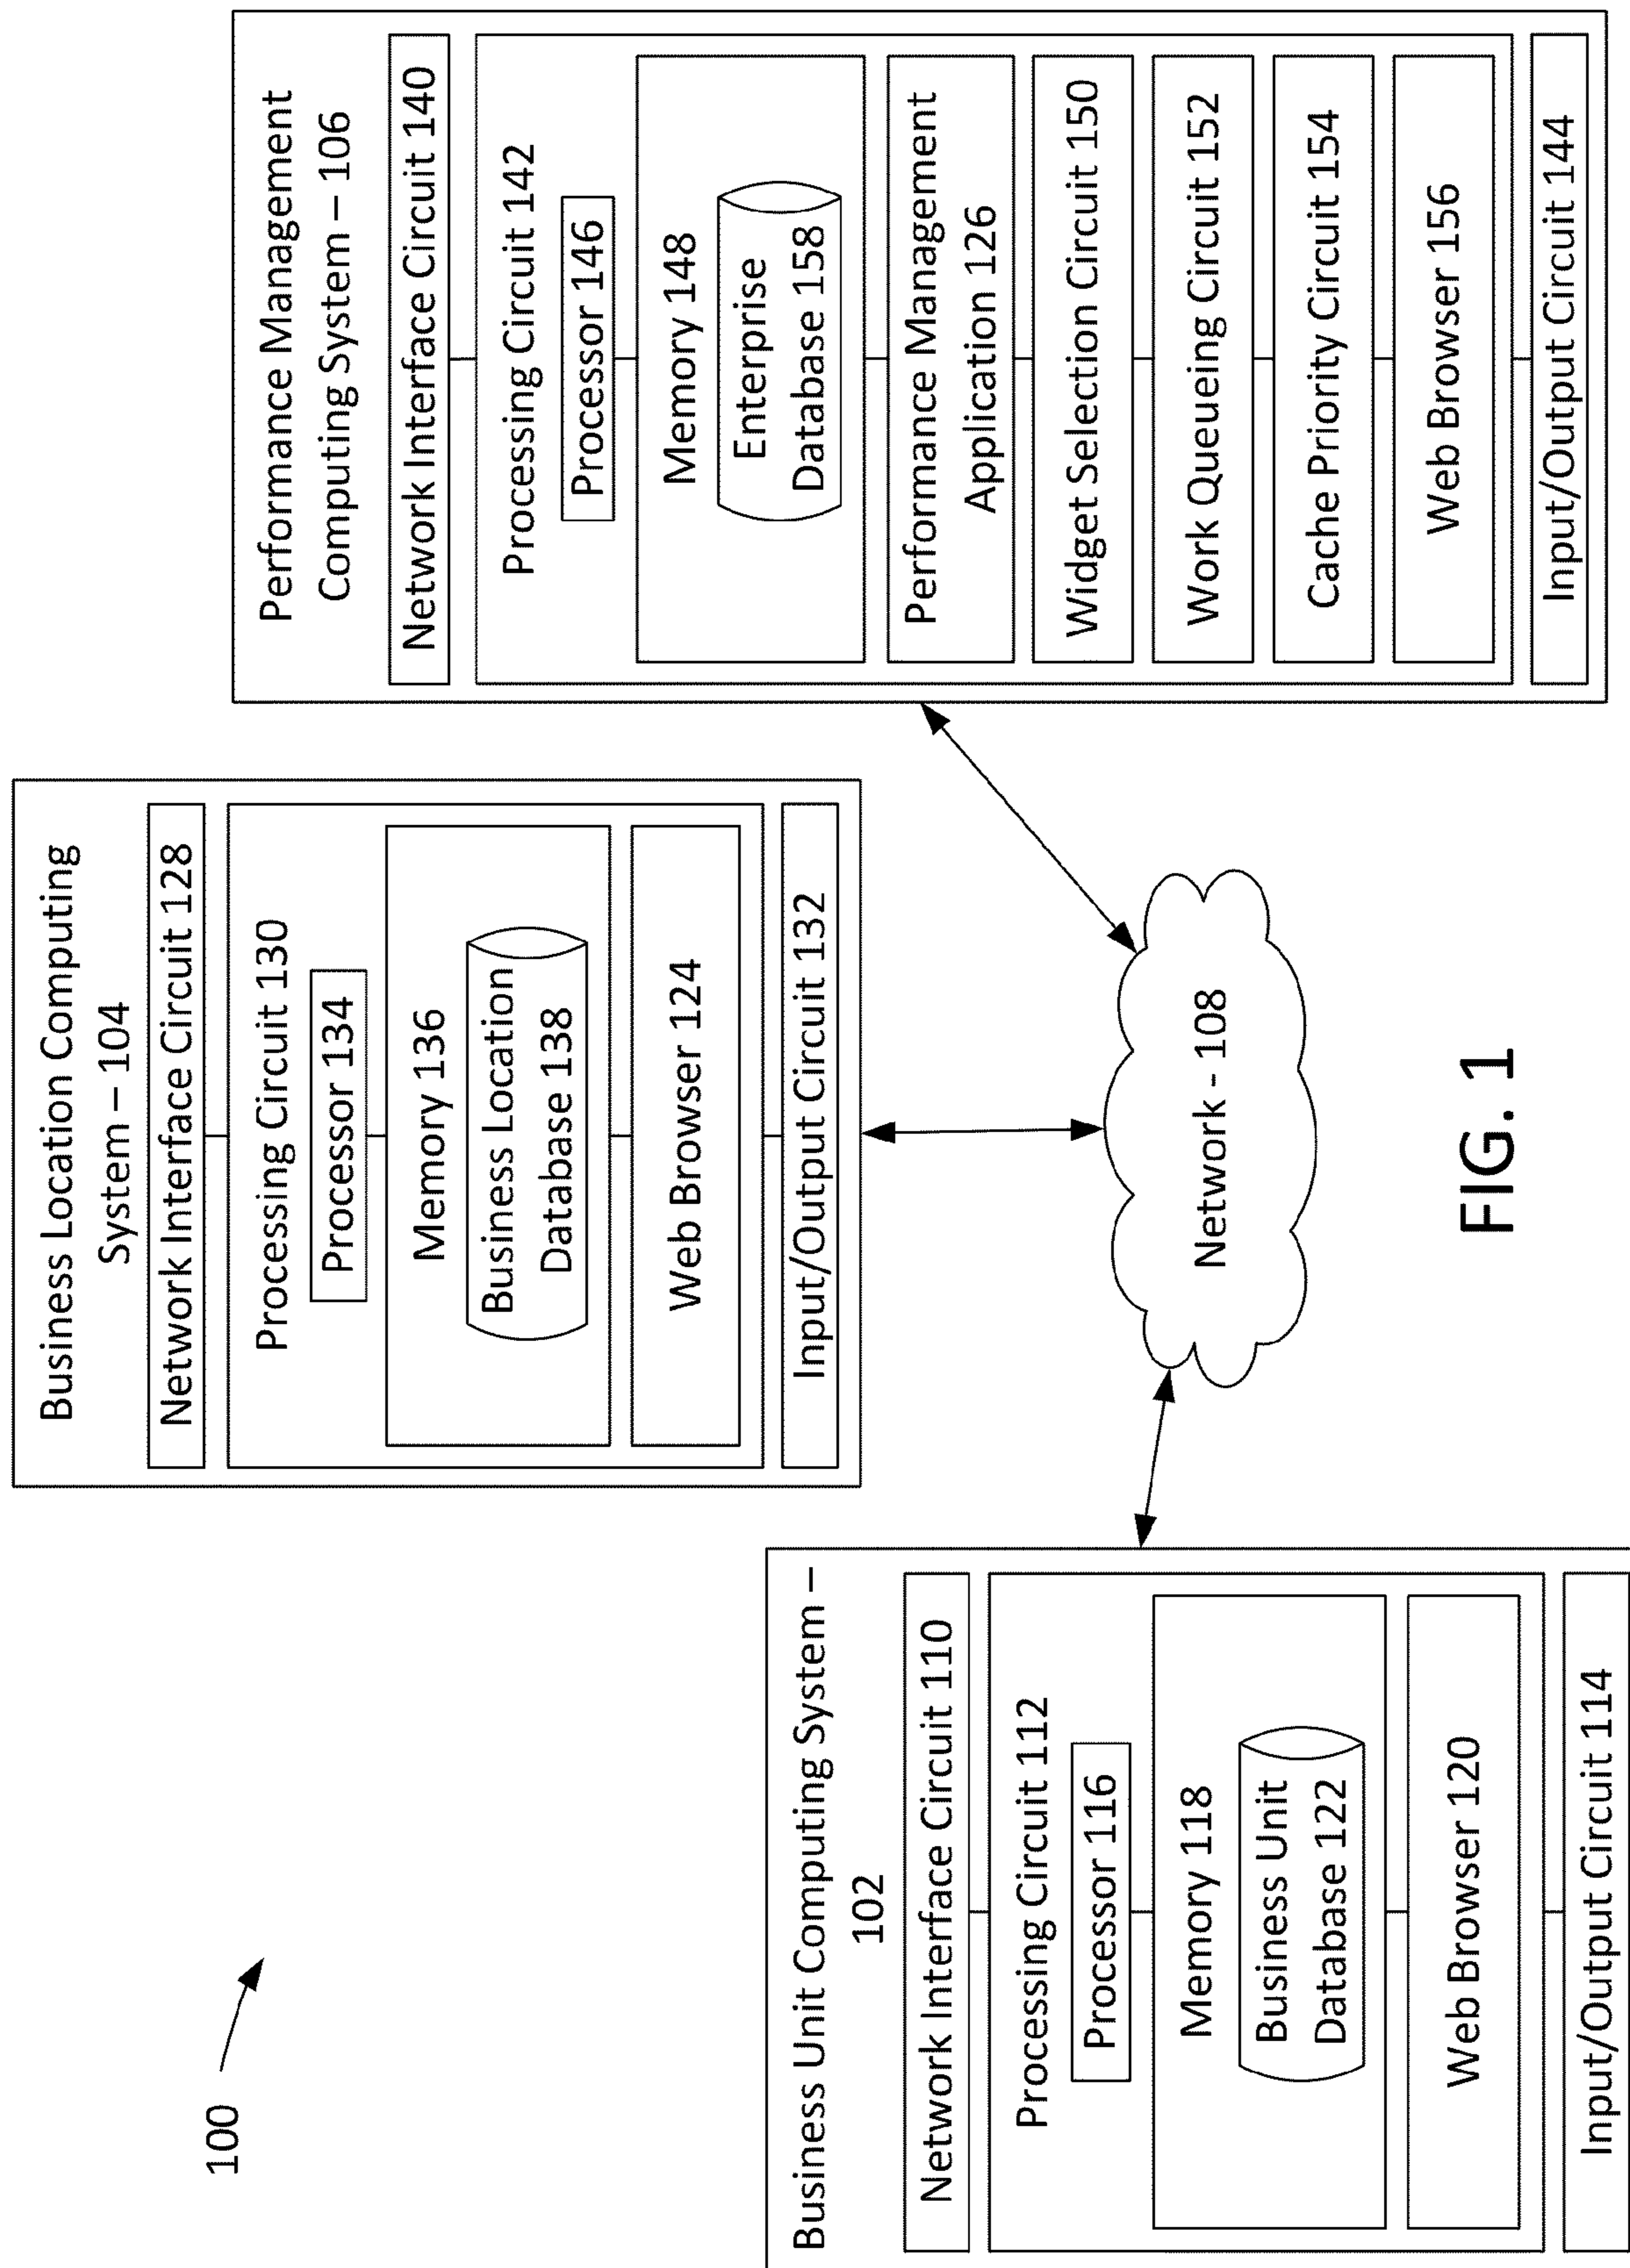 100
Business Unit Computing System –
102
Network Interface Circuit 110
Processing Circuit 112
Processor 116
Memory 118
Business Unit
Database 122
Web Browser 120
Input/Output Circuit 114
Business Location Computing
System – 104
Network Interface Circuit 128
Processing Circuit 130
Processor 134
Memory 136
Business Location
Database 138
Web Browser 124
Input/Output Circuit 132
Performance Management
Computing System – 106
Network Interface Circuit 140
Processing Circuit 142
Processor 146
Memory 148
Enterprise
Database 158
Performance Management
Application 126
Widget Selection Circuit 150
Work Queueing Circuit 152
Cache Priority Circuit 154
Web Browser 156
Input/Output Circuit 144
Network - 108
FIG. 1